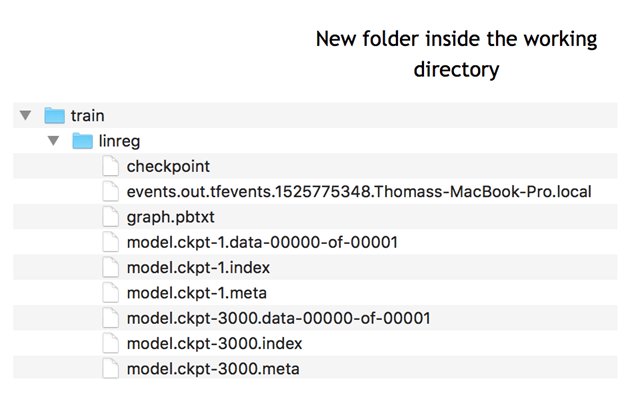 New folder inside the working
directory
train
linreg
checkpoint
events.out.tfevents.1525775348.Thomass-MacBook-Pro.local
graph.pbtxt
model.ckpt-1.data-00000-of-00001
model.ckpt-1.index
model.ckpt-1.meta
model.ckpt-3000.data-00000-of-00001
model.ckpt-3000.index
model.ckpt-3000.meta